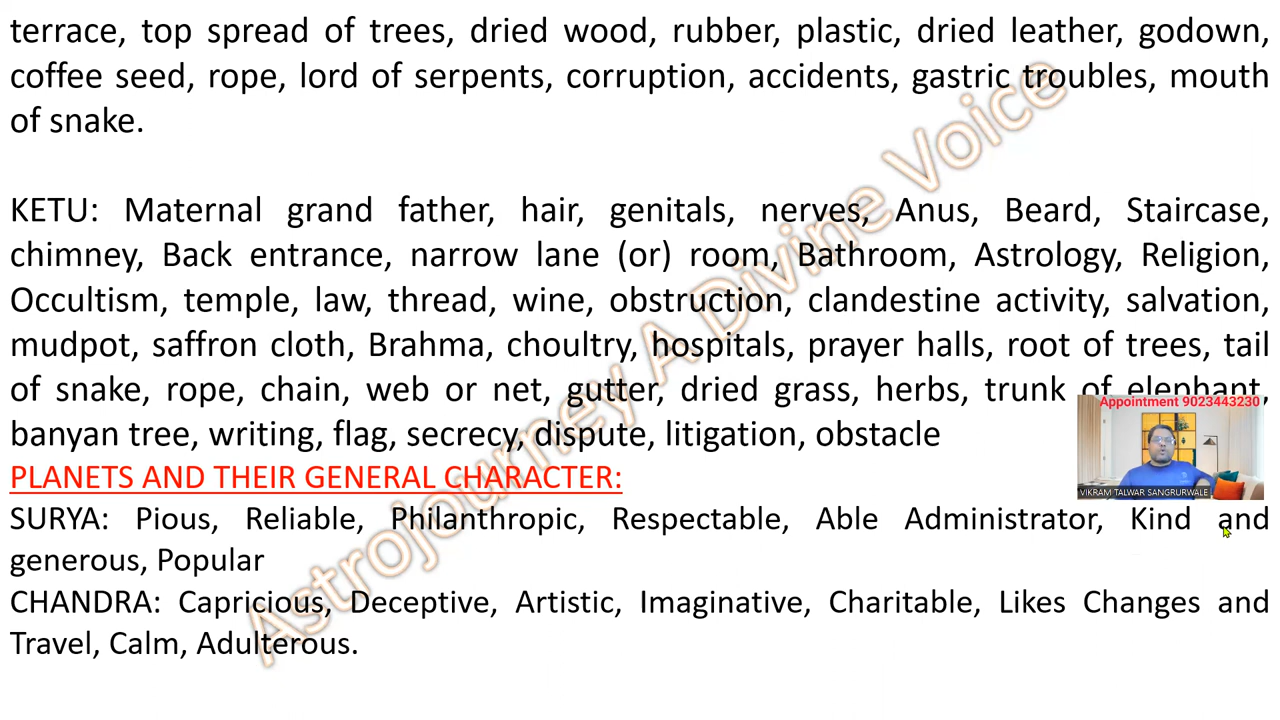 terrace, top spread of trees, dried wood, rubber, plastic, dried leather, godown,
coffee seed, rope, lord of serpents, corruption, accidents, gastric troubles, mouth
of snake.
KETU: Maternal grand father, hair, genitals, nerves, Anus, Beard, Staircase,
chimney, Back entrance, narrow lane (or) room, Bathroom, Astrology, Religion,
Occultism, temple, law, thread, wine, obstruction, clandestine activity, salvation,
mudpot, saffron cloth, Brahma, choultry, hospitals, prayer halls, root of trees, tail
of snake, rope, chain, web or net, gutter, dried grass, herbs, trunk of elephant,
banyan tree, writing, flag, secrecy, dispute, litigation, obstacle
Appointment 9023443230
VIKRAM TALWAR SANGRURWALE
PLANETS AND THEIR GENERAL CHARACTER:
SURYA: Pious, Reliable, Philanthropic, Respectable, Able Administrator, Kind and
generous, Popular
CHANDRA: Capricious, Deceptive, Artistic, Imaginative, Charitable, Likes Changes and
Travel, Calm, Adulterous.
Astrojourney A Divine Voice